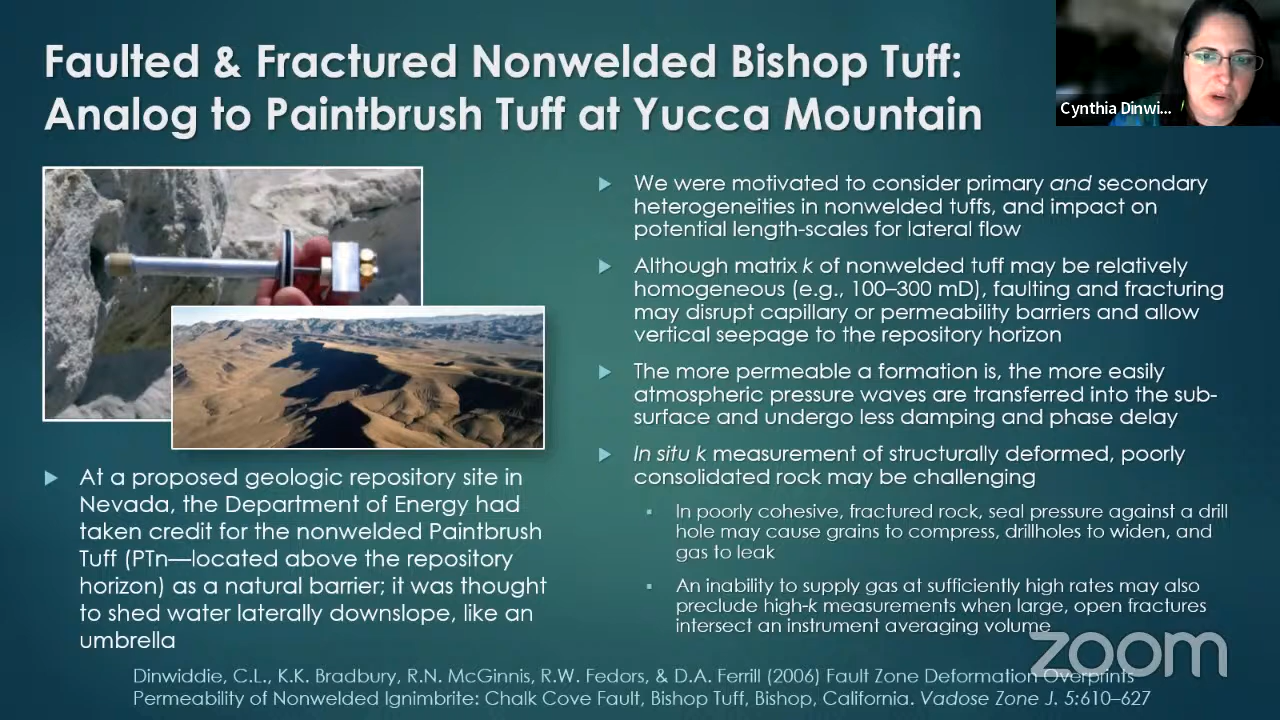 Faulted & Fractured Nonwelded Bishop Tuff:
Analog to Paintbrush Tuff at Yucca Mountain
Cynthia Dinwi...
At a proposed geologic repository site in
Nevada, the Department of Energy had
taken credit for the nonwelded Paintbrush
Tuff (PTn—located above the repository
horizon) as a natural barrier; it was thought
to shed water laterally downslope, like an
umbrella
We were motivated to consider primary and secondary
heterogeneities in nonwelded tuffs, and impact on
potential length-scales for lateral flow
Although matrix k of nonwelded tuff may be relatively
homogeneous (e.g., 100–300 mD), faulting and fracturing
may disrupt capillary or permeability barriers and allow
vertical seepage to the repository horizon
The more permeable a formation is, the more easily
atmospheric pressure waves are transferred into the sub-
surface and undergo less damping and phase delay
In situ k measurement of structurally deformed, poorly
consolidated rock may be challenging
In poorly cohesive, fractured rock, seal pressure against a drill
hole may cause grains to compress, drillholes to widen, and
gas to leak
An inability to supply gas at sufficiently high rates may also
preclude high-k measurements when large, open fractures
intersect an instrument averaging volume
zoom
Dinwiddie, C.L., K.K. Bradbury, R.N. McGinnis, R.W. Fedors, & D.A. Ferrill (2006) Fault Zone Deformation Overprints
Permeability of Nonwelded Ignimbrite: Chalk Cove Fault, Bishop Tuff, Bishop, California. Vadose Zone J. 5:610–627